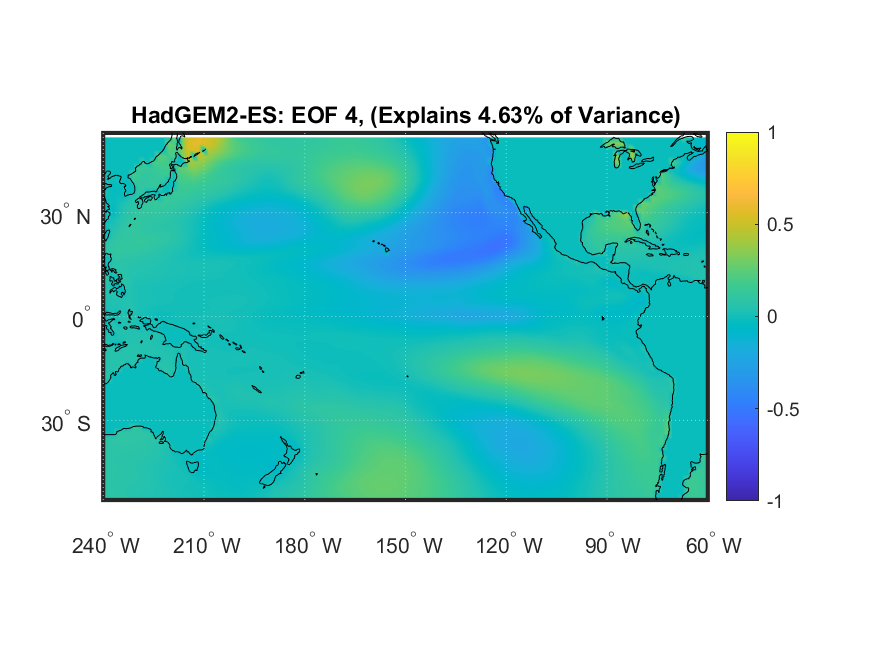 HadGEM2-ES: EOF 4, (Explains 4.63% of Variance)
30° N
0°
30° S
240° W 210° W 180° W 150° W 120° W 90° W 60° W
1
0.5
0
-0.5
-1